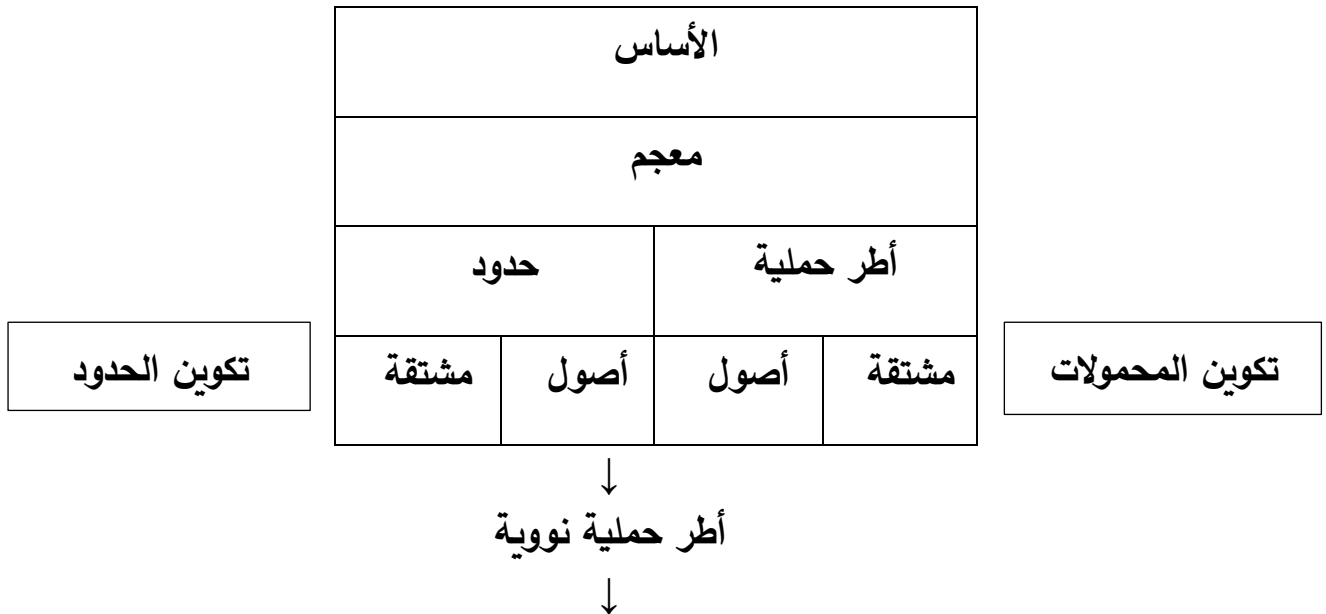 الأساس
معجم
أطر حملية حدود
تكوين المحمولات مشتقة أصول أصول مشتقة تكوين الحدود
↓
أطر حملية نووية
↓